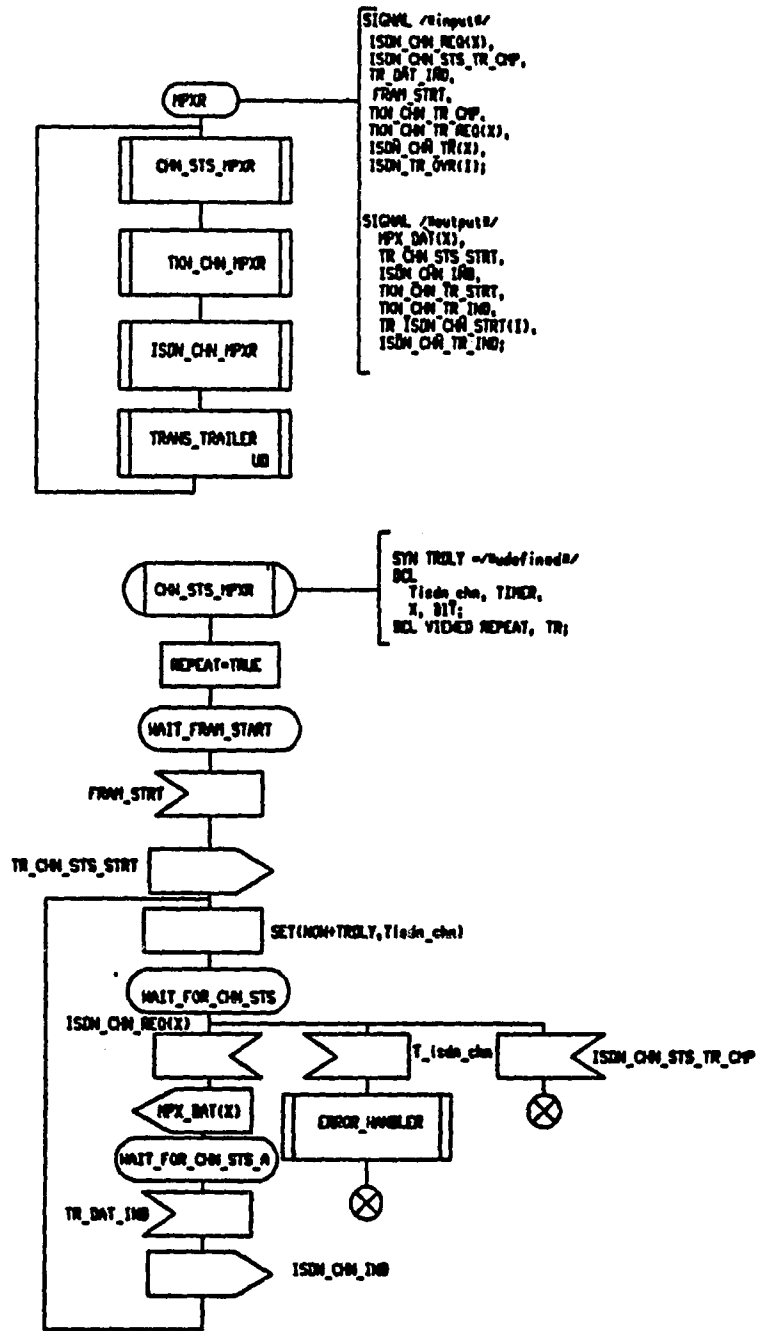 SIGNAL /*input*/
ISDN_CHN_REQ(X),
ISDN_CHN_STS_TR_CMP,
TR_DAT_IND,
FRAM_STRT,
TKN_CHN_TR_CMP,
TKN_CHN_TR_REQ(X),
ISDN_CHN_TR(X),
ISDN_TR_OVR(I);
MPXR
CHN_STS_MPXR
TKN_CHN_MPXR
ISDN_CHN_MPXR
TRANS_TRAILER
UD
SIGNAL /*output*/
MPX_DAT(X),
TR_CHN_STS_STRT,
ISDN_CHN_IND,
TKN_CHN_TR_STRT,
TKN_CHN_TR_IND,
TR_ISDN_CHN_STRT(I),
ISDN_CHN_TR_IND;
CHN_STS_MPXR
SYN TRDLY =/*udefined*/
DCL
Tisdn_chn, TIMER,
X, BIT;
DCL VIEWED REPEAT, TR;
REPEAT=TRUE
WAIT_FRAM_START
FRAM_STRT
TR_CHN_STS_STRT
SET(NOW+TRDLY,Tisdn_chn)
WAIT_FOR_CHN_STS
ISDN_CHN_REQ(X)
T_isdn_chn
ISDN_CHN_STS_TR_CMP
MPX_DAT(X)
ERROR_HANDLER
WAIT_FOR_CHN_STS_A
TR_DAT_IND
ISDN_CHN_IND